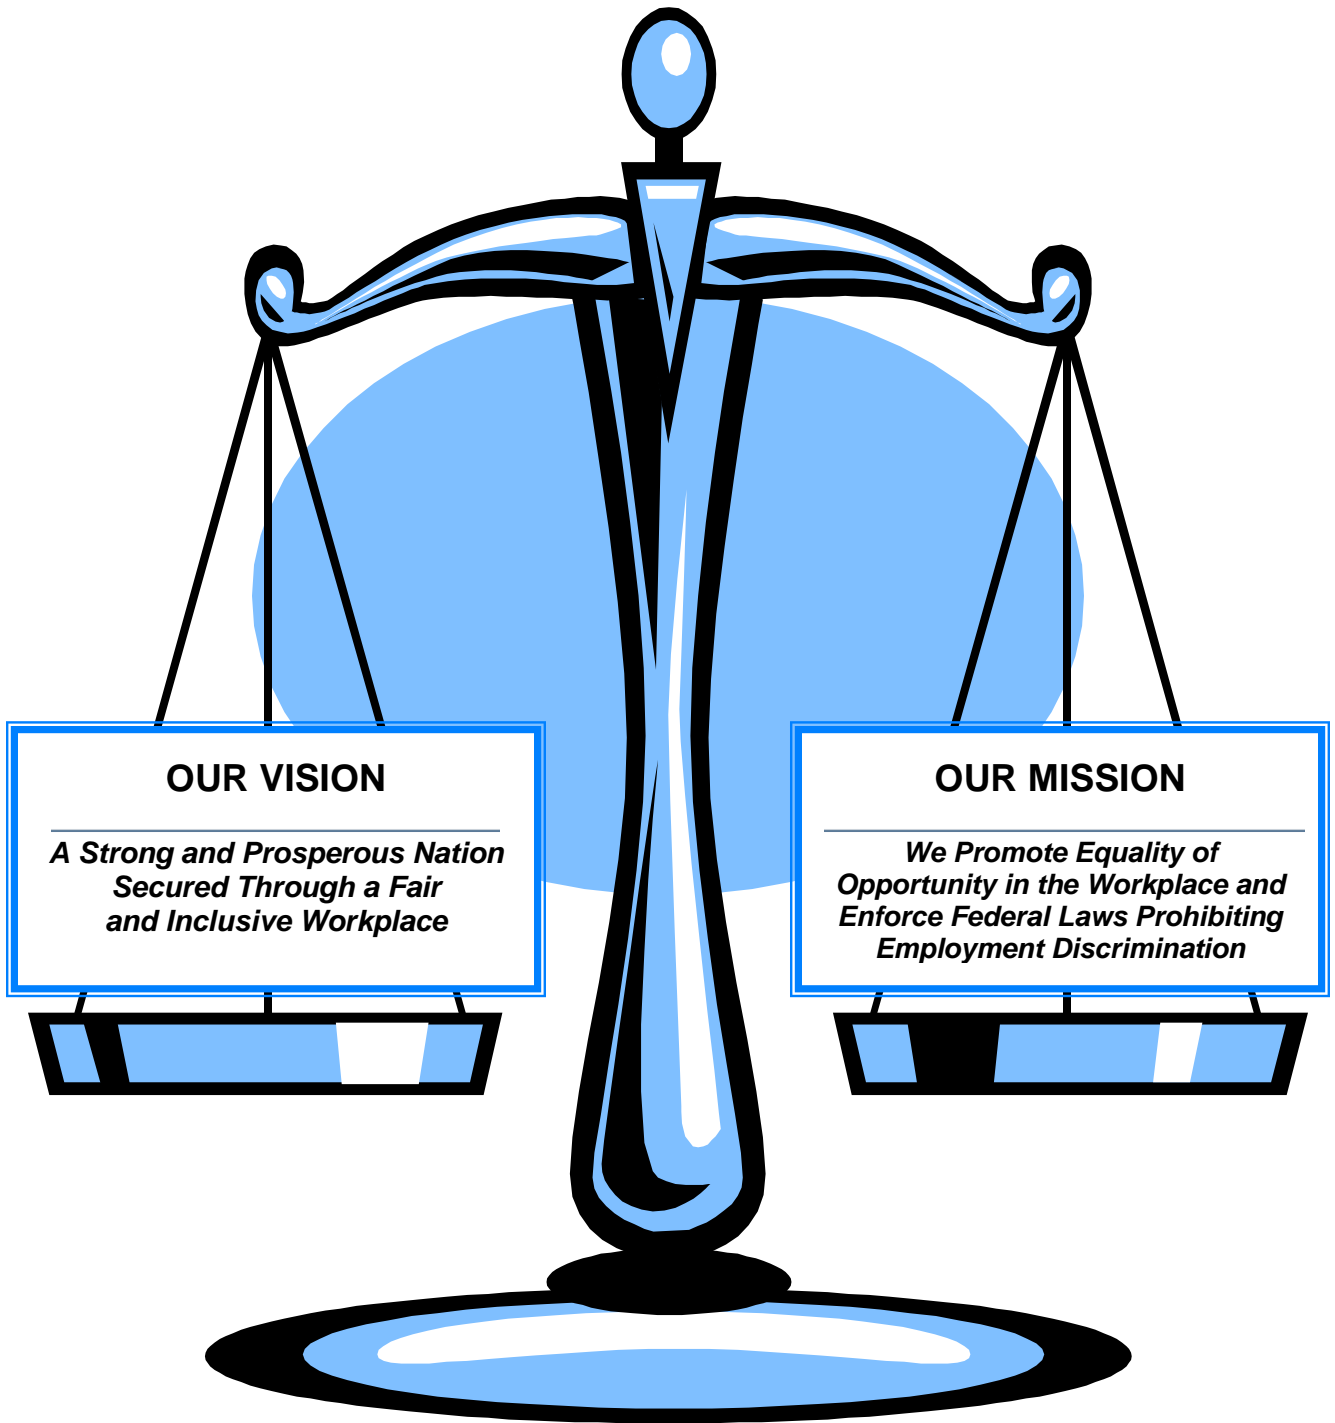 OUR VISION
A Strong and Prosperous Nation
Secured Through a Fair
and Inclusive Workplace
OUR MISSION
We Promote Equality of
Opportunity in the Workplace and
Enforce Federal Laws Prohibiting
Employment Discrimination